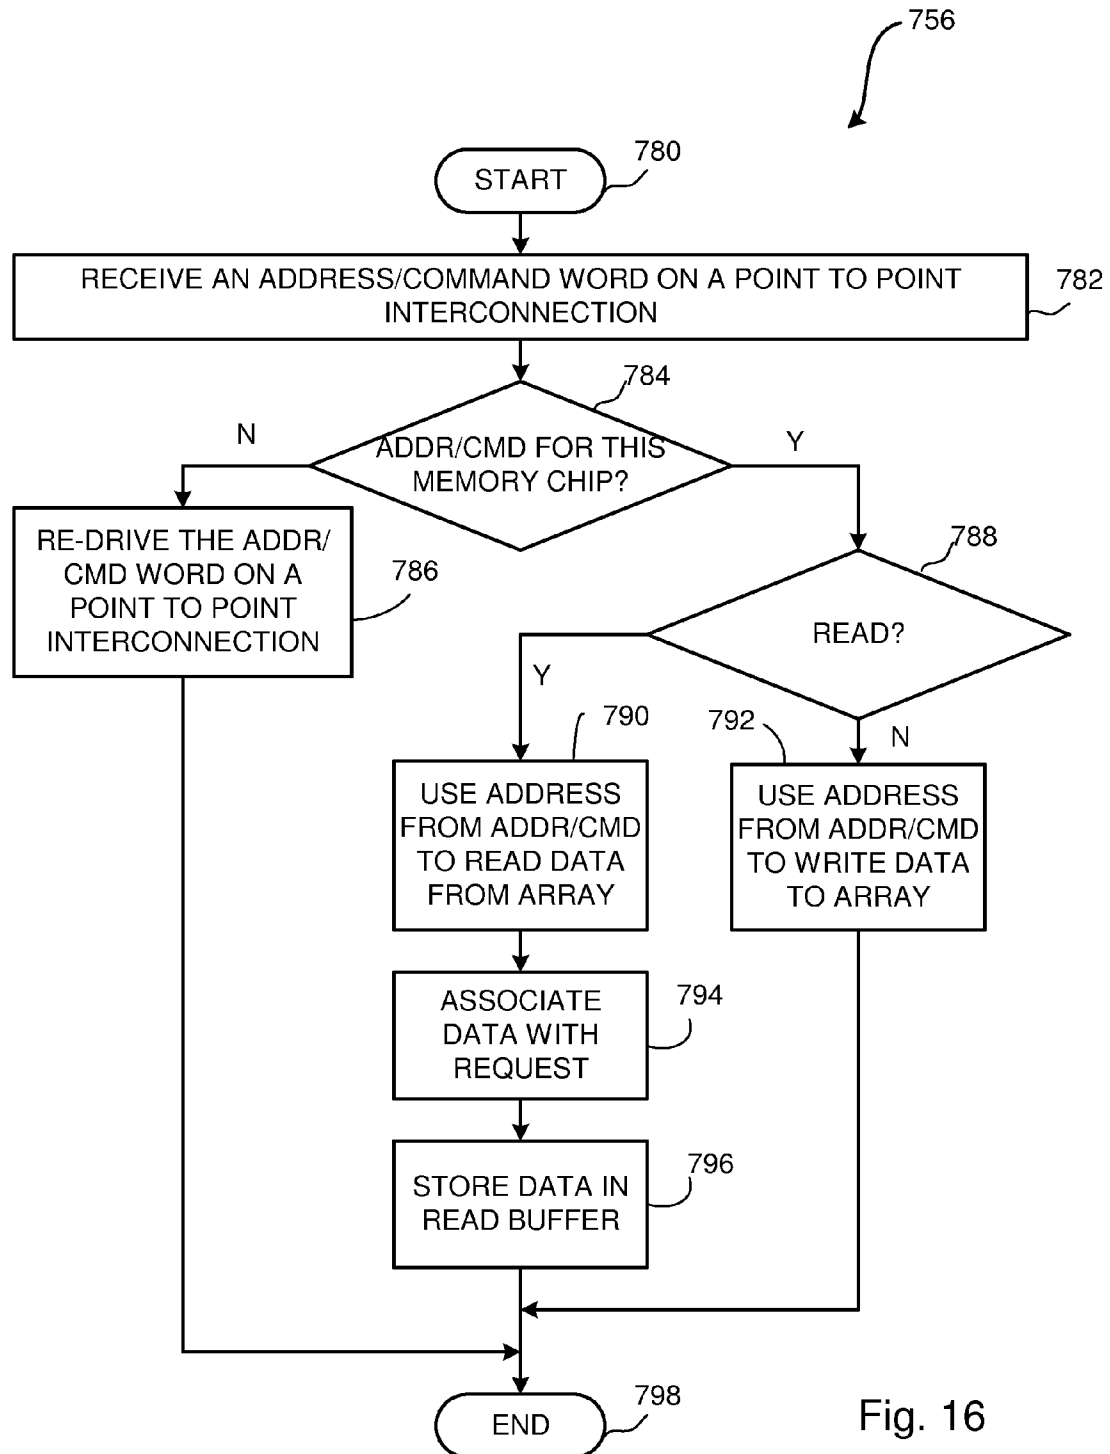 756
START
780
RECEIVE AN ADDRESS/COMMAND WORD ON A POINT TO POINT
INTERCONNECTION
782
784
N
ADDR/CMD FOR THIS
MEMORY CHIP?
Y
RE-DRIVE THE ADDR/
CMD WORD ON A
POINT TO POINT
INTERCONNECTION
786
788
READ?
Y
790
792
N
USE ADDRESS
FROM ADDR/CMD
TO READ DATA
FROM ARRAY
USE ADDRESS
FROM ADDR/CMD
TO WRITE DATA
TO ARRAY
ASSOCIATE
DATA WITH
REQUEST
794
STORE DATA IN
READ BUFFER
796
END
798
Fig. 16